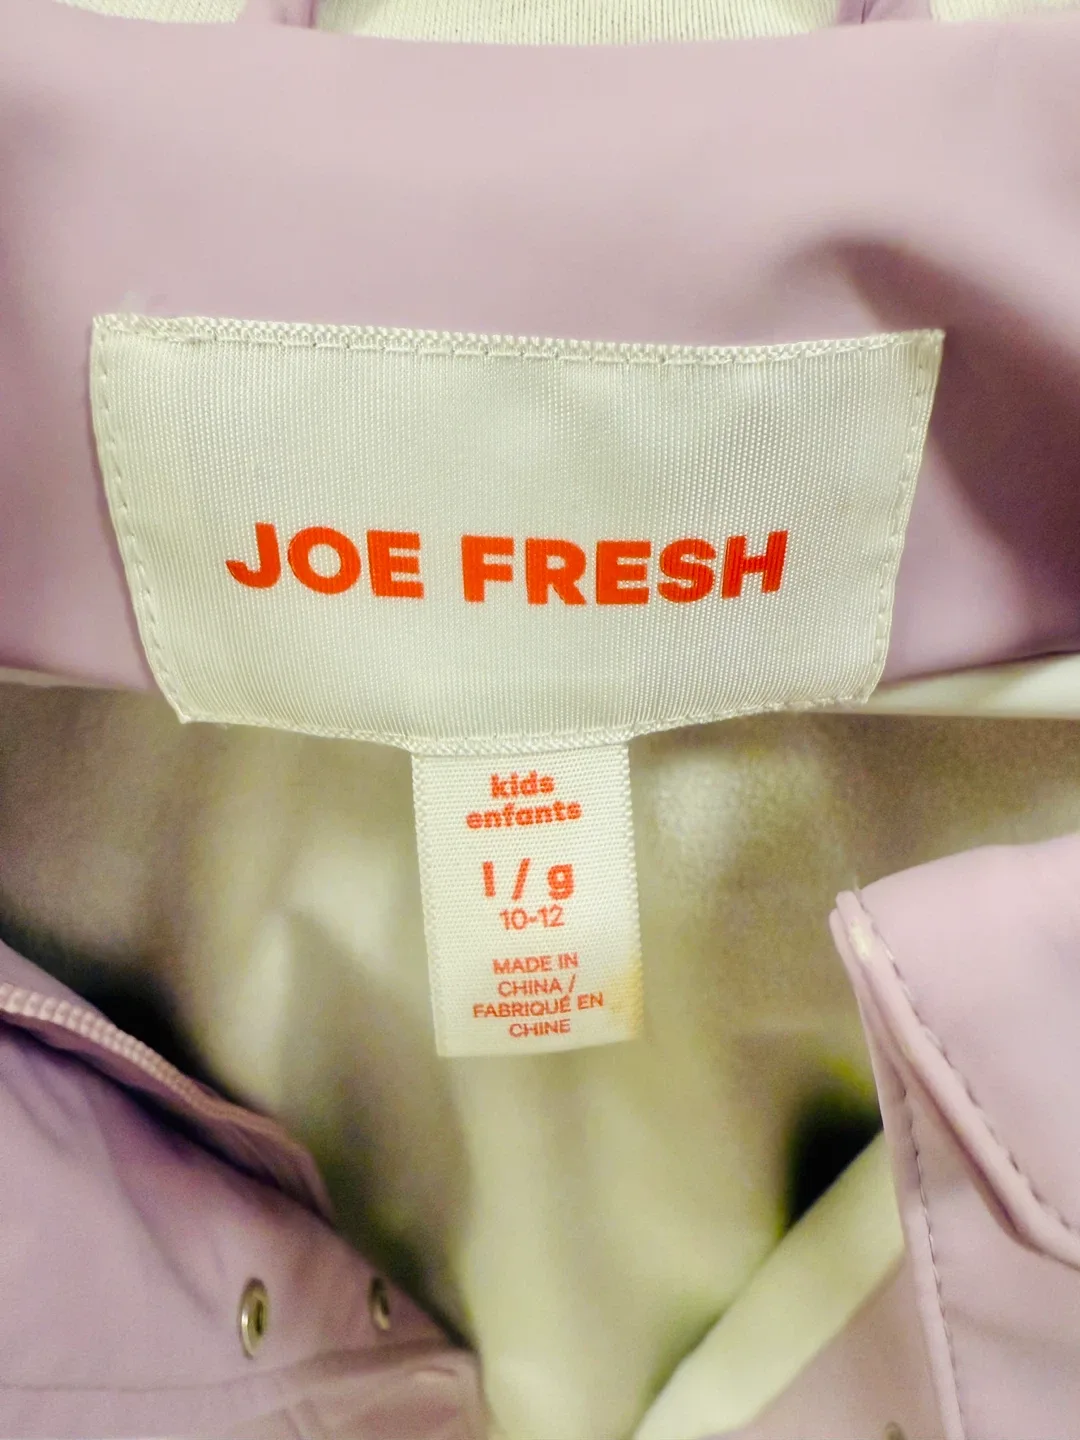 JOE FRESH
kids
enfants
l / g
10-12
MADE IN
CHINA /
FABRIQUÉ EN
CHINE